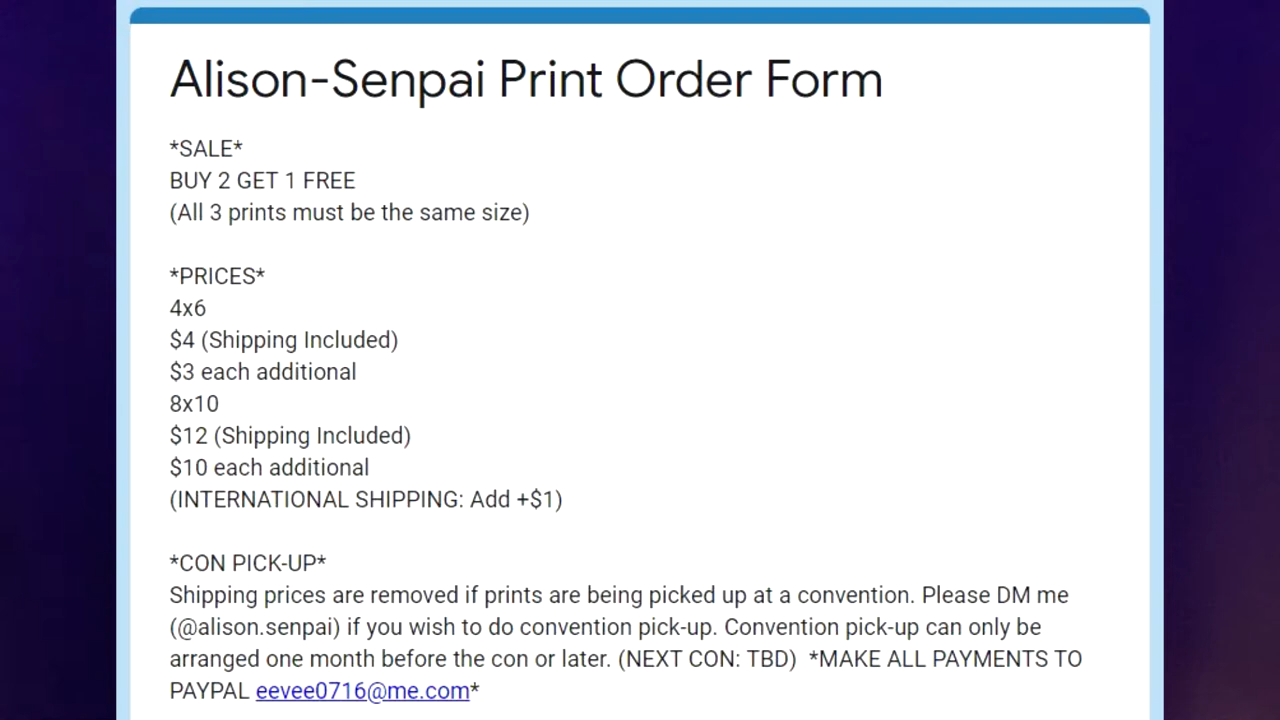 Alison-Senpai Print Order Form
*SALE*
BUY 2 GET 1 FREE
(All 3 prints must be the same size)
*PRICES*
4x6
$4 (Shipping Included)
$3 each additional
8x10
$12 (Shipping Included)
$10 each additional
(INTERNATIONAL SHIPPING: Add +$1)
*CON PICK-UP*
Shipping prices are removed if prints are being picked up at a convention. Please DM me
(@alison.senpai) if you wish to do convention pick-up. Convention pick-up can only be
arranged one month before the con or later. (NEXT CON: TBD)  *MAKE ALL PAYMENTS TO
PAYPAL eevee0716@me.com*